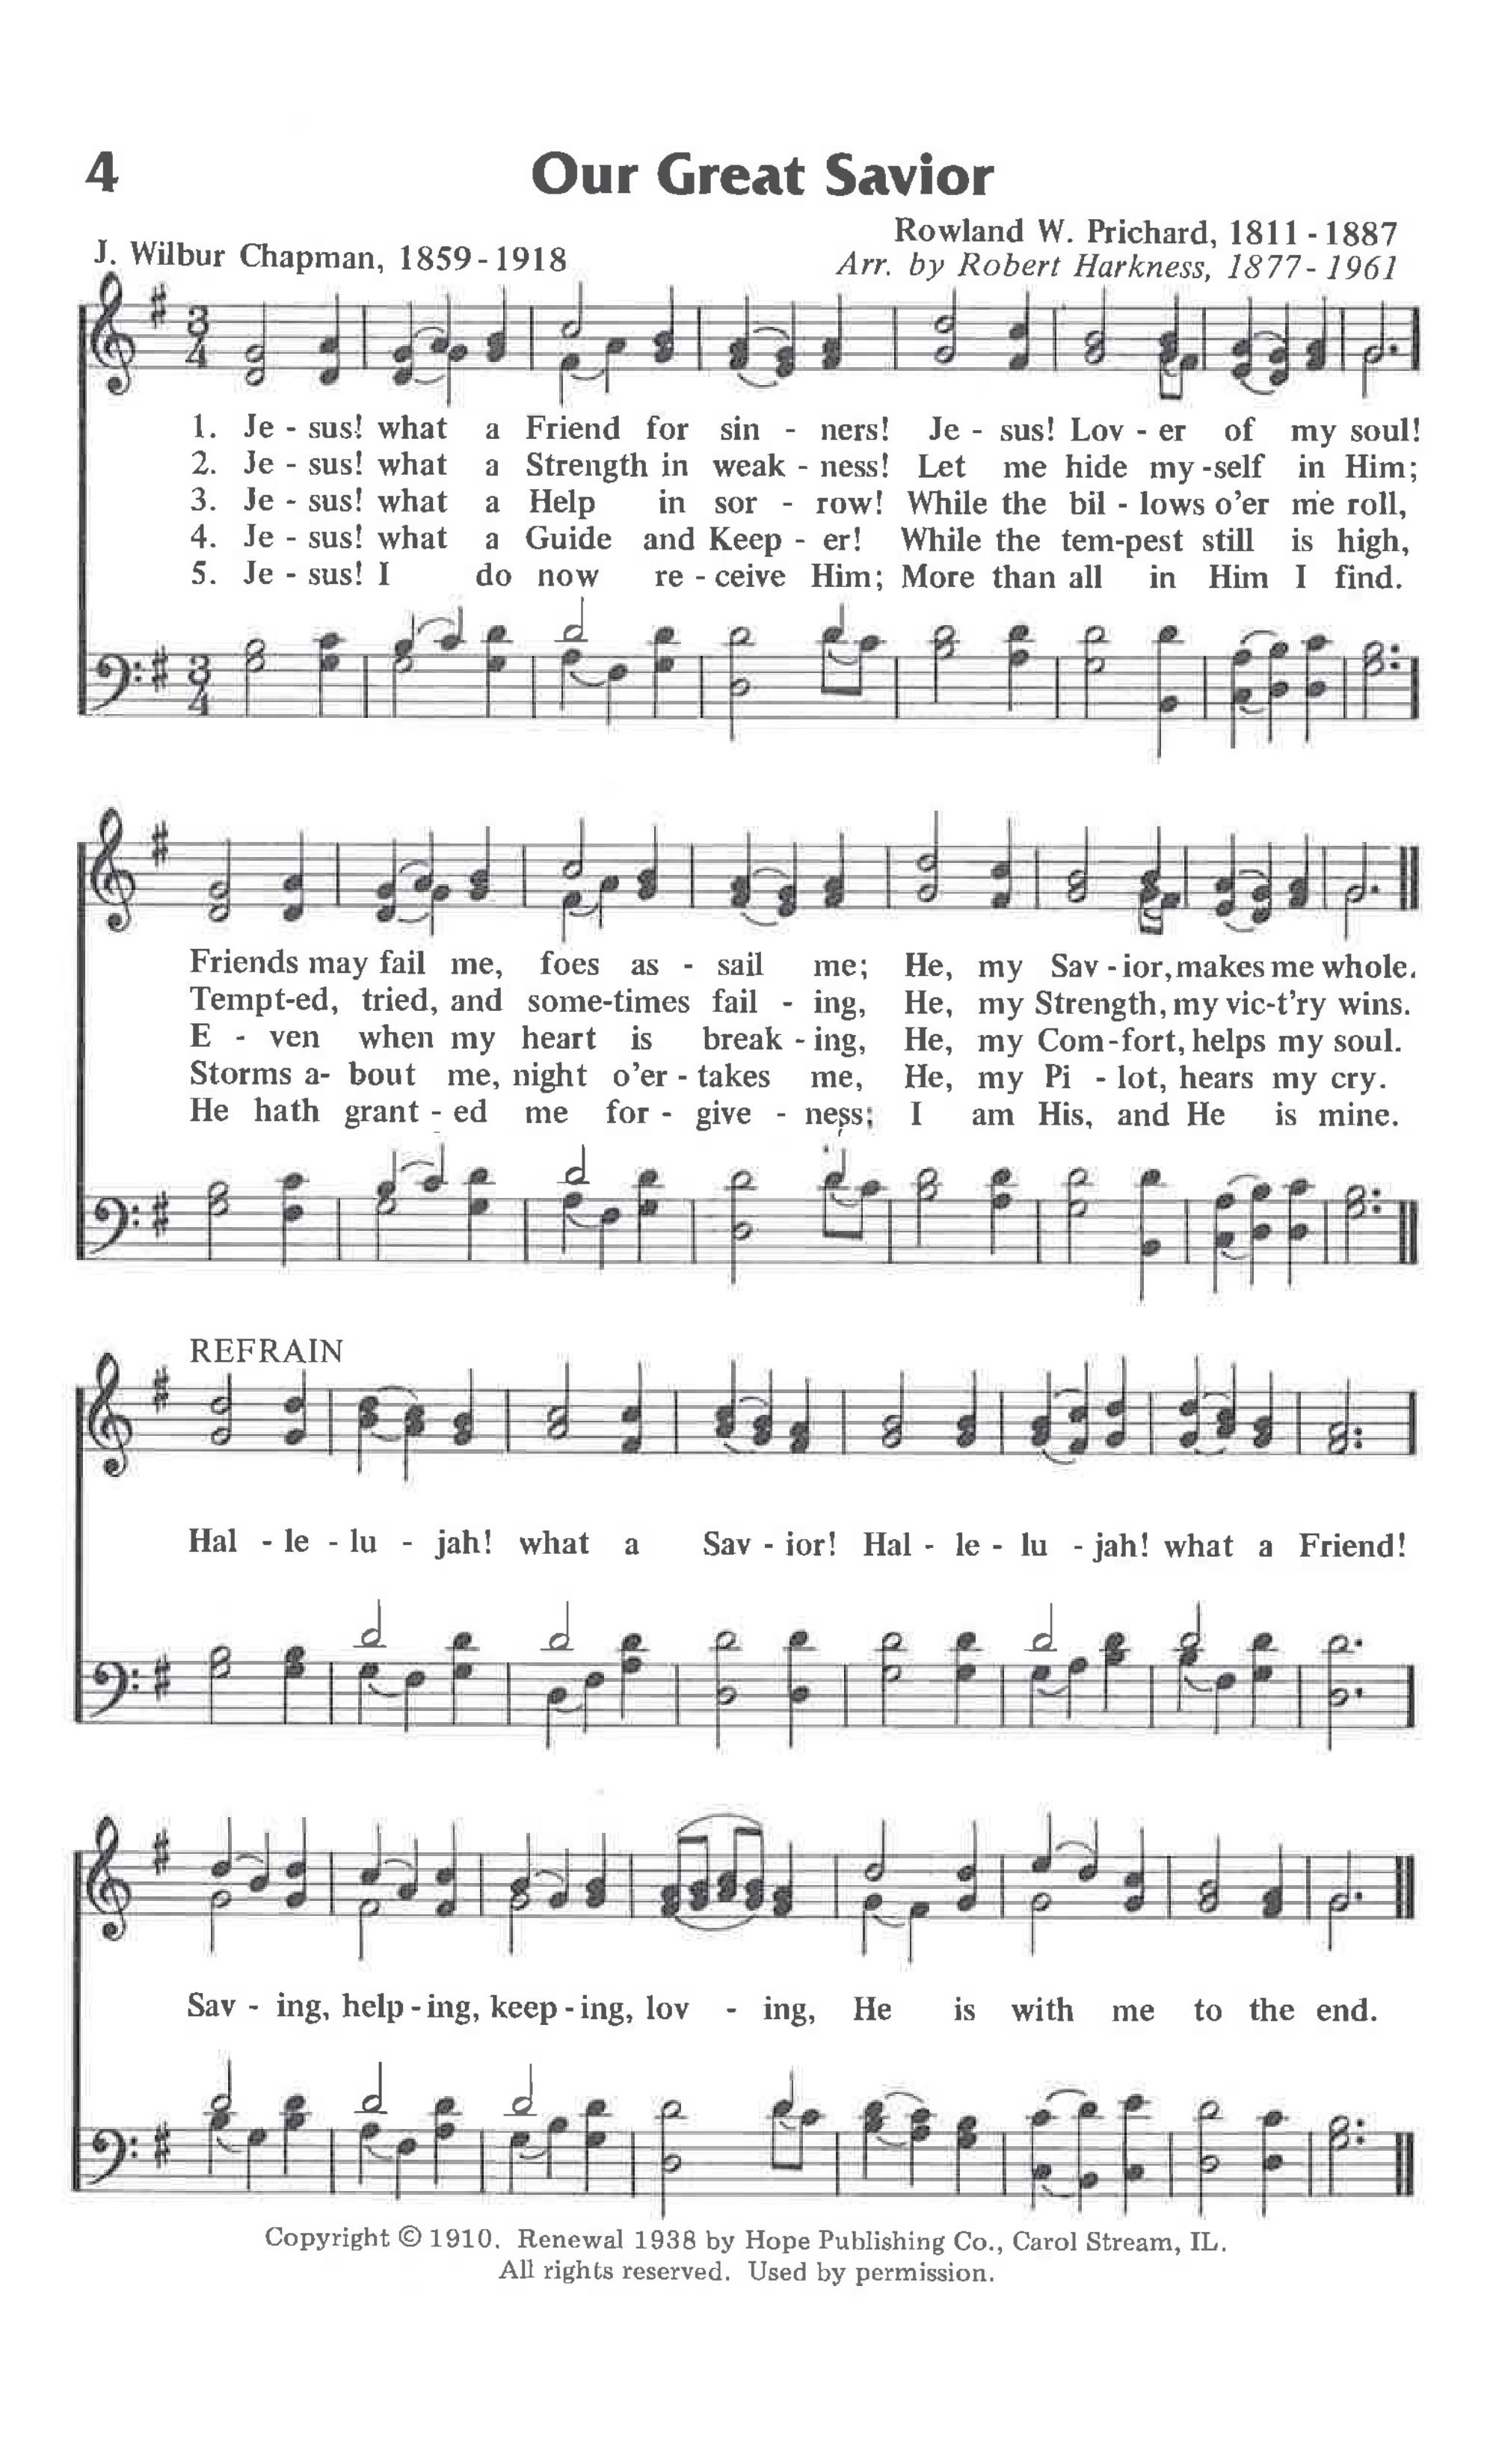 4
Our Great Savior
J. Wilbur Chapman, 1859-1918
Rowland W. Prichard, 1811-1887
Arr. by Robert Harkness, 1877-1961
1. Je - sus! what a Friend for sin - ners! Je - sus! Lov - er of my soul!
2. Je - sus! what a Strength in weak - ness! Let me hide my - self in Him;
3. Je - sus! what a Help in sor - row! While the bil - lows o'er me roll,
4. Je - sus! what a Guide and Keep - er! While the tem-pest still is high,
5. Je - sus! I do now re - ceive Him; More than all in Him I find.
Friends may fail me, foes as - sail me; He, my Sav - ior, makes me whole.
Tempt-ed, tried, and some-times fail - ing, He, my Strength, my vic-t'ry wins.
E - ven when my heart is break - ing, He, my Com-fort, helps my soul.
Storms a- bout me, night o'er - takes me, He, my Pi - lot, hears my cry.
He hath grant - ed me for - give - ness; I am His, and He is mine.
REFRAIN
Hal - le - lu - jah! what a Sav - ior! Hal - le - lu - jah! what a Friend!
Sav - ing, help - ing, keep - ing, lov - ing, He is with me to the end.
Copyright © 1910. Renewal 1938 by Hope Publishing Co., Carol Stream, IL.
All rights reserved. Used by permission.